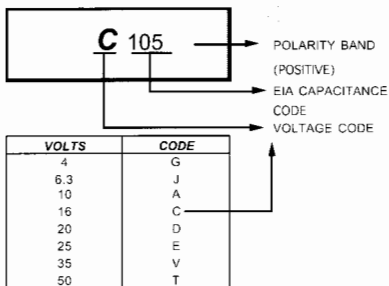 C 105
POLARITY BAND
(POSITIVE)
EIA CAPACITANCE
CODE
VOLTAGE CODE
VOLTS CODE
4 G
6.3 J
10 A
16 C
20 D
25 E
35 V
50 T